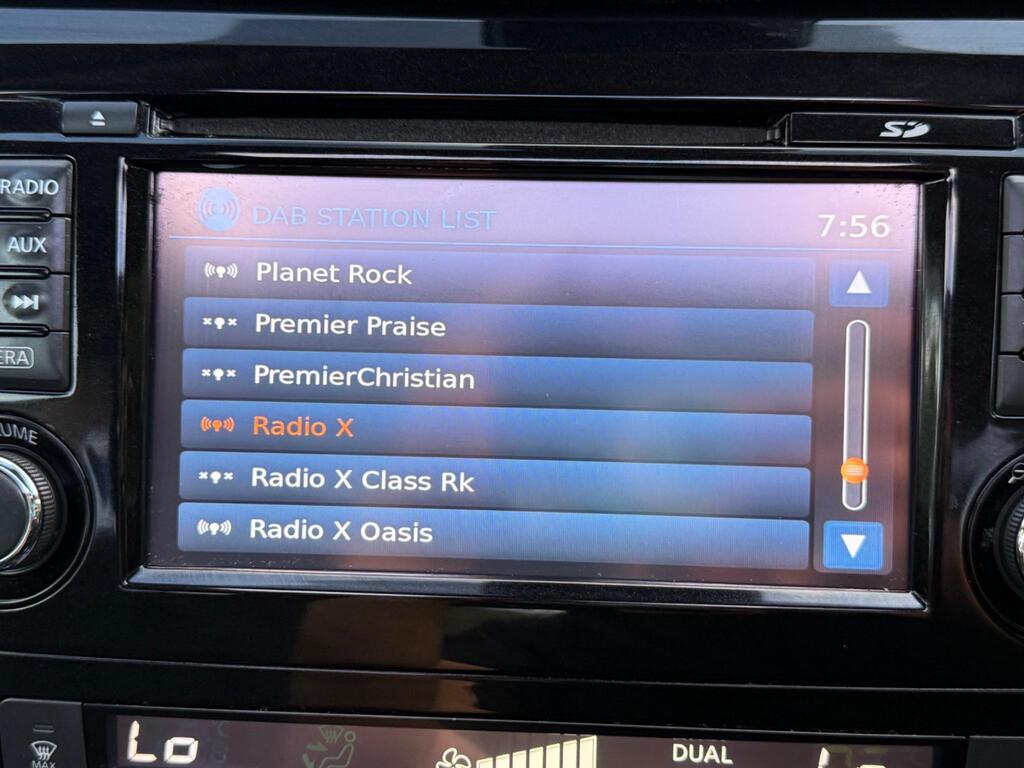 SD
RADIO
AUX
ERA
UME
DAB STATION LIST
7:56
Planet Rock
Premier Praise
PremierChristian
Radio X
Radio X Class Rk
Radio X Oasis
Lo
DUAL
MAX